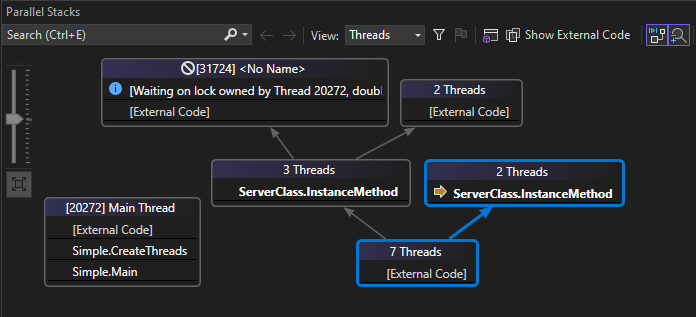 Parallel Stacks
Search (Ctrl+E)
View:
Threads
Show External Code
[31724] <No Name>
[Waiting on lock owned by Thread 20272, doubl
[External Code]
2 Threads
[External Code]
3 Threads
ServerClass.InstanceMethod
2 Threads
ServerClass.InstanceMethod
[20272] Main Thread
[External Code]
Simple.CreateThreads
Simple.Main
7 Threads
[External Code]